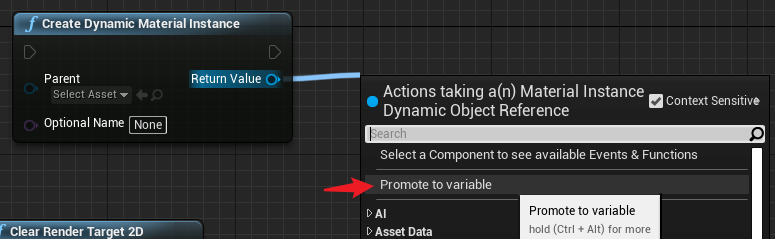 Create Dynamic Material Instance
Parent
Return Value
Select Asset
Optional Name
None
Clear Render Target 2D
Actions taking a(n) Material Instance
Dynamic Object Reference
Context Sensitive
Search
Select a Component to see available Events & Functions
Promote to variable
AI
Asset Data
Promote to variable
hold (Ctrl + Alt) for more